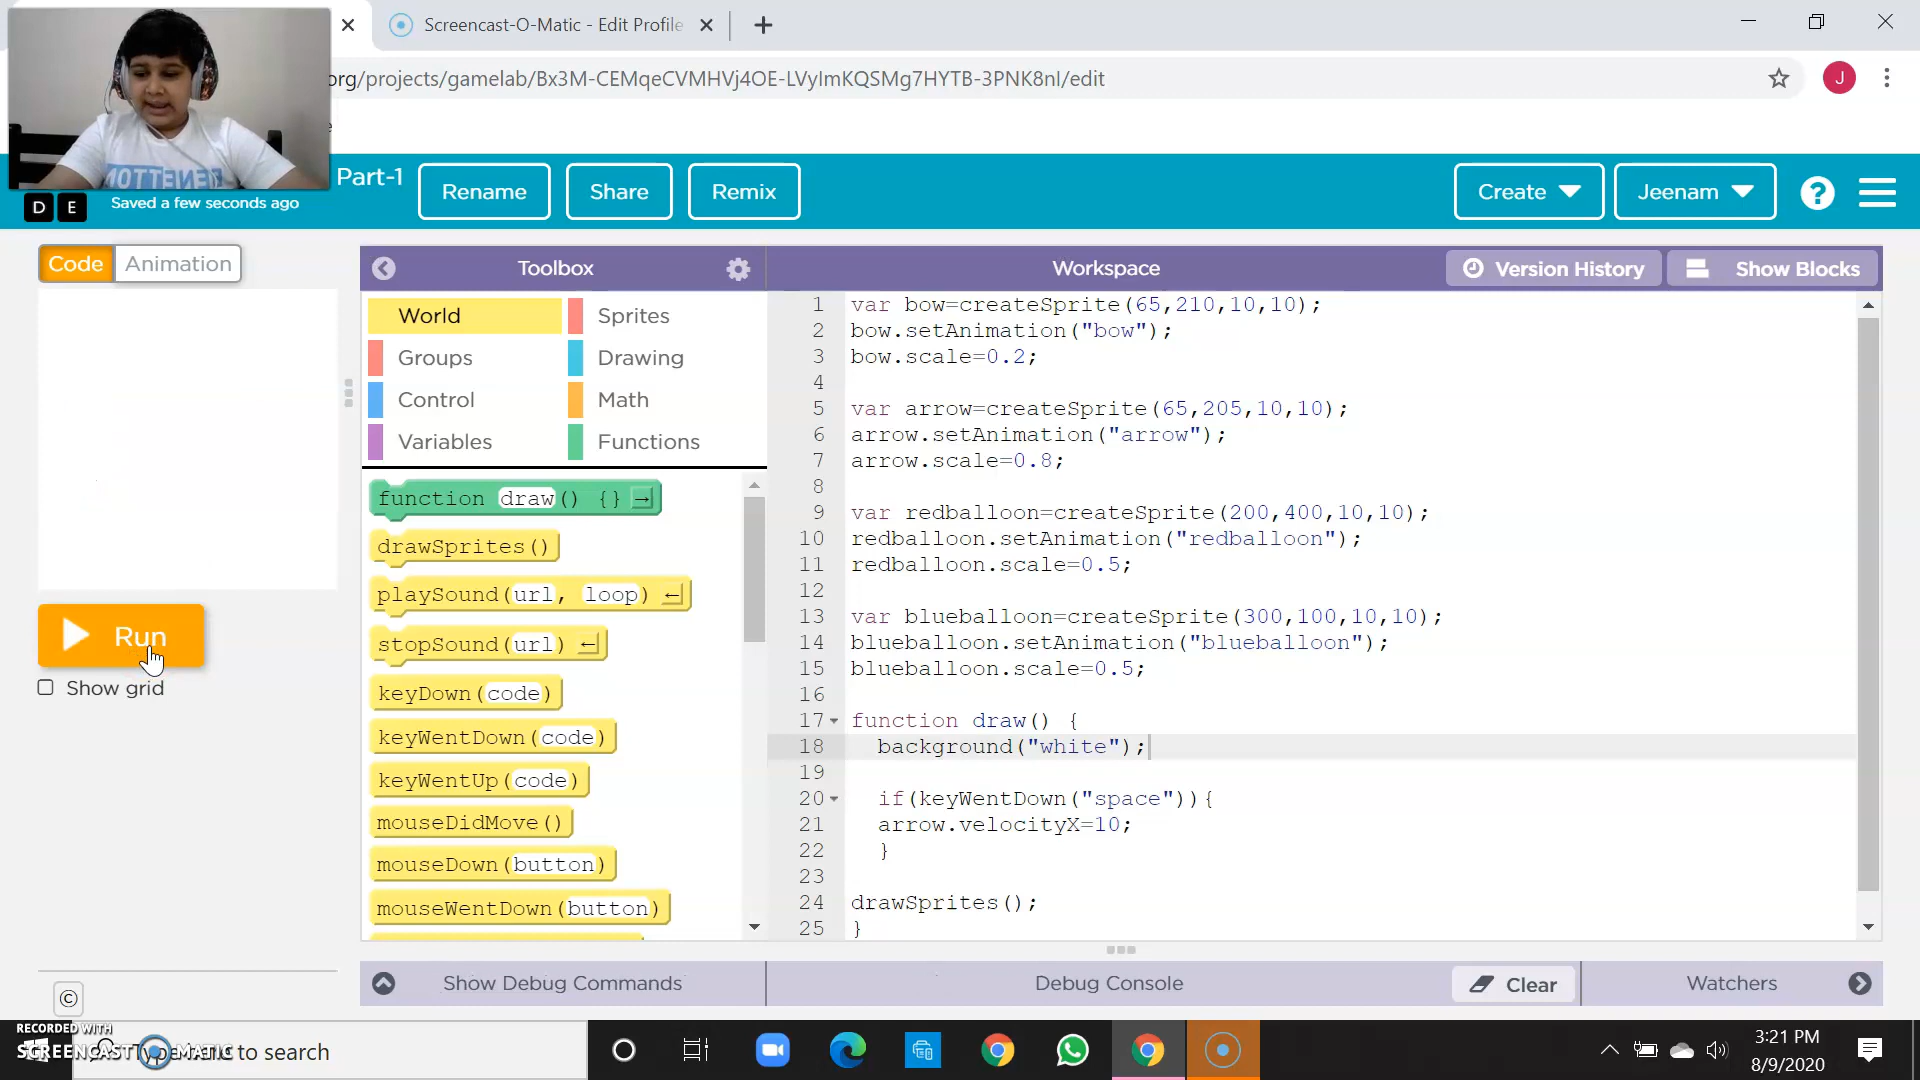 Screencast-O-Matic - Edit Profile
org/projects/gamelab/Bx3M-CEMqeCVMHVj4OE-LVyImKQSMg7HYTB-3PNK8nI/edit
J
Part-1
Rename
Share
Remix
Create
Jeenam
?
D E
Saved a few seconds ago
Code
Animation
Toolbox
Workspace
Version History
Show Blocks
World
Sprites
Groups
Drawing
Control
Math
Variables
Functions
function draw() {}
drawSprites()
playSound(url, loop)
stopSound(url)
keyDown(code)
keyWentDown(code)
keyWentUp(code)
mouseDidMove()
mouseDown(button)
mouseWentDown(button)
Run
Show grid
1 var bow=createSprite(65,210,10,10);
2 bow.setAnimation("bow");
3 bow.scale=0.2;
4
5 var arrow=createSprite(65,205,10,10);
6 arrow.setAnimation("arrow");
7 arrow.scale=0.8;
8
9 var redballoon=createSprite(200,400,10,10);
10 redballoon.setAnimation("redballoon");
11 redballoon.scale=0.5;
12
13 var blueballoon=createSprite(300,100,10,10);
14 blueballoon.setAnimation("blueballoon");
15 blueballoon.scale=0.5;
16
17 function draw() {
18 background("white");
19
20 if(keyWentDown("space")){
21 arrow.velocityX=10;
22 }
23
24 drawSprites();
25 }
Show Debug Commands
Debug Console
Clear
Watchers
©
RECORDED WITH
SCREENCAST-O-MATIC
Type here to search
3:21 PM
8/9/2020